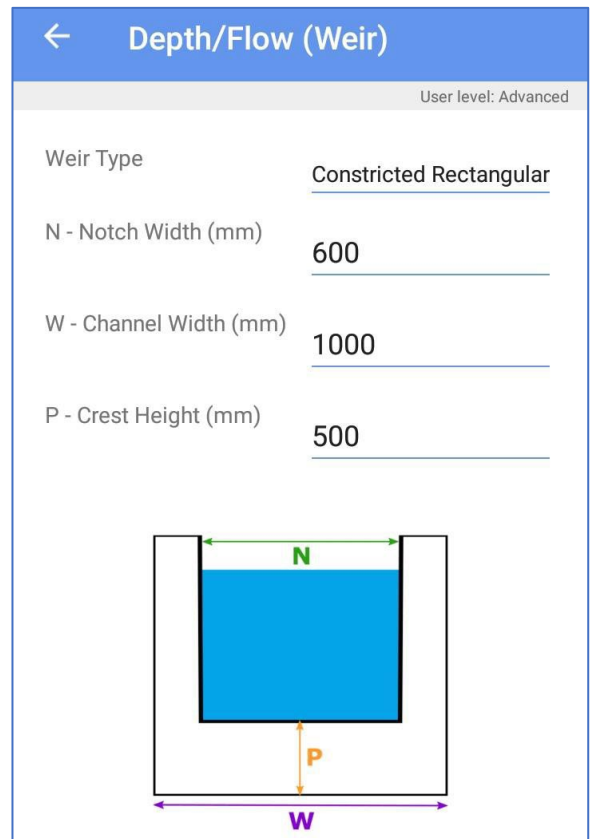 Depth/Flow (Weir)
User level: Advanced
Weir Type
Constricted Rectangular
N - Notch Width (mm)
600
W - Channel Width (mm)
1000
P - Crest Height (mm)
500
N
P
W